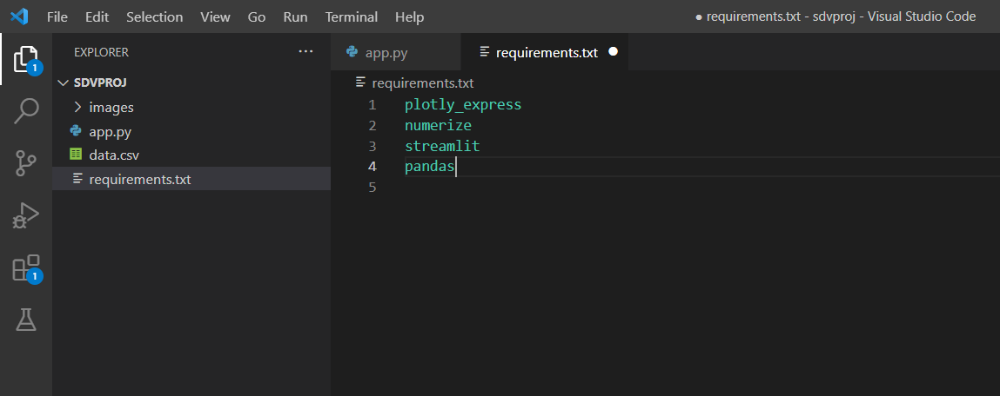 File Edit Selection View Go Run Terminal Help
● requirements.txt - sdvproj - Visual Studio Code
EXPLORER
···
SDVPROJ
images
app.py
data.csv
requirements.txt
1
1
app.py
requirements.txt
requirements.txt
1 plotly_express
2 numerize
3 streamlit
4 pandas
5